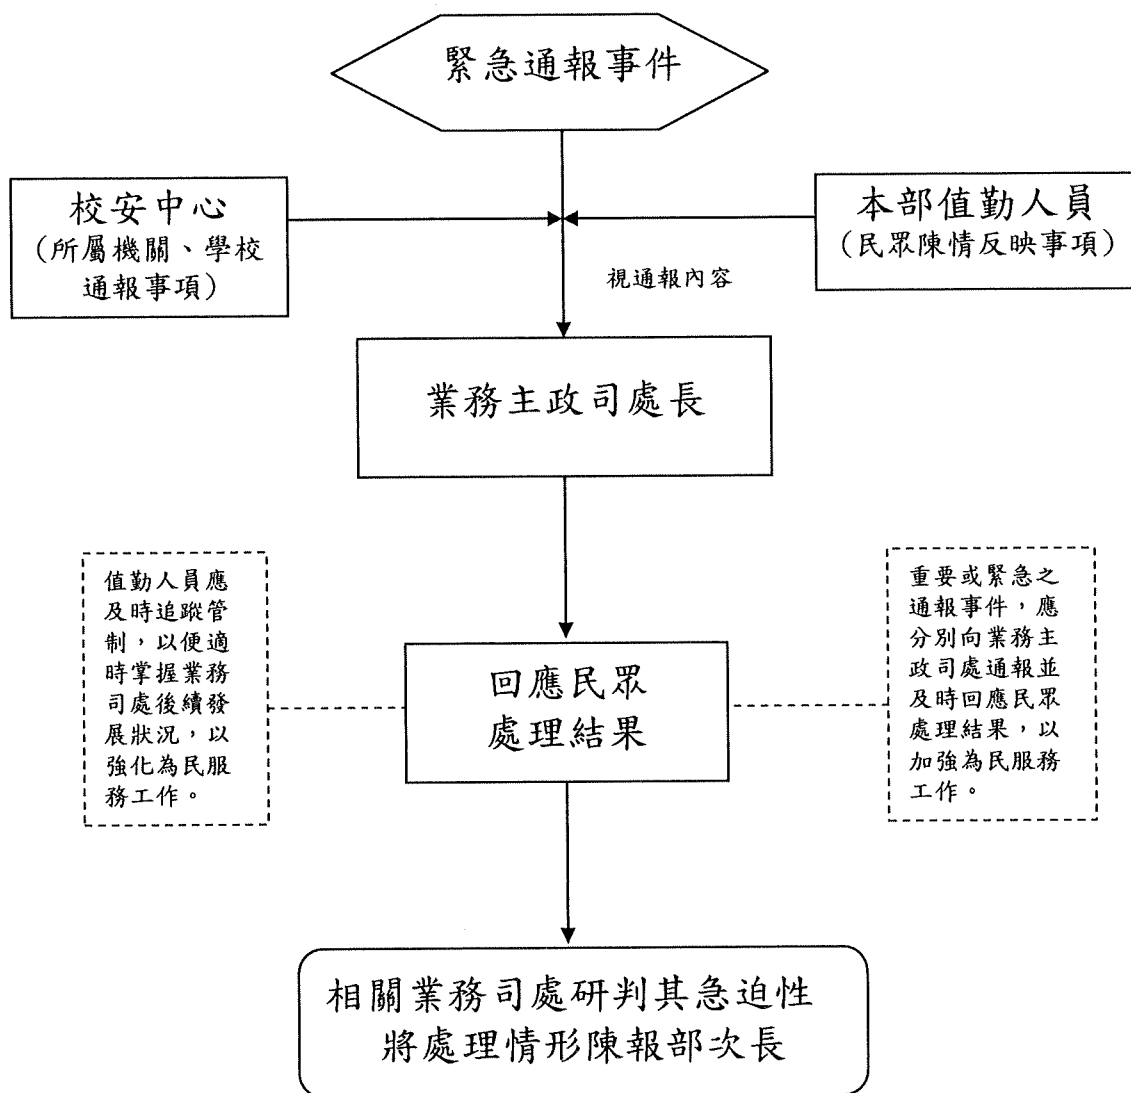 緊急通報事件
校安中心
(所屬機關、學校
通報事項)
本部值勤人員
(民眾陳情反映事項)
視通報內容
業務主政司處長
值勤人員應
及時追蹤管
制,以便適
時掌握業務
司處後續發
展狀況,以
強化為民服
務工作。
回應民眾
處理結果
重要或緊急之
通報事件,應
分別向業務主
政司處通報並
及時回應民眾
處理結果,以
加強為民服務
工作。
相關業務司處研判其急迫性
將處理情形陳報部次長